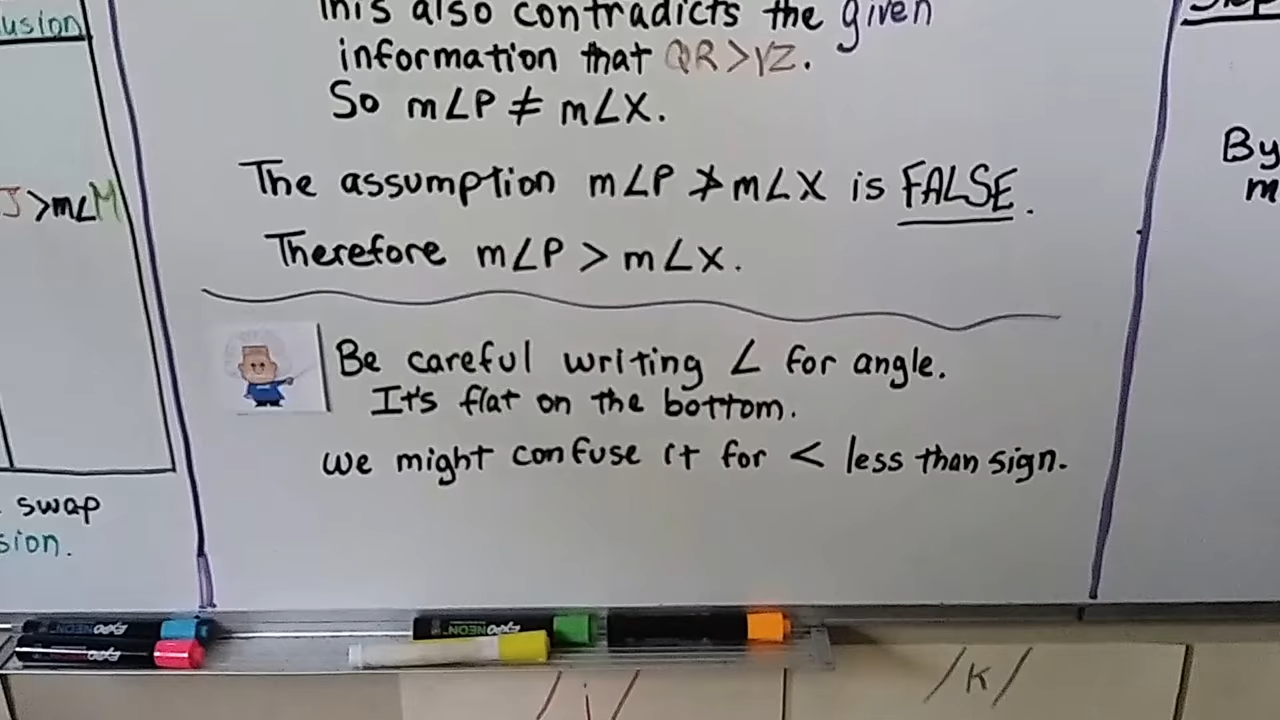 usion
J >m∠M
swap
sion.
This also contradicts the given
information that QR>YZ.
So m∠P ≠ m∠X.
The assumption m∠P ≯ m∠X is FALSE.
Therefore m∠P > m∠X.
Be careful writing ∠ for angle.
It's flat on the bottom.
We might confuse it for < less than sign.
By
m
EXPO NEON
EXPO
EXPO NEON
/i/
/K/